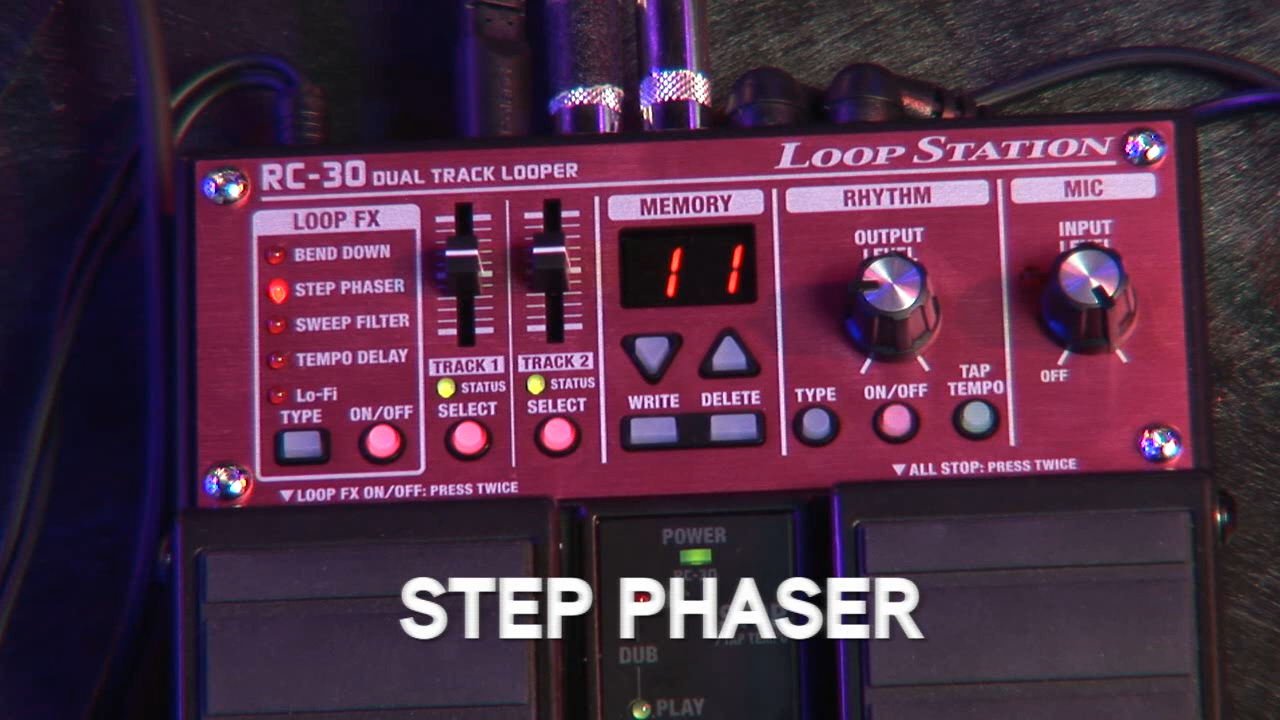 RC-30 DUAL TRACK LOOPER
LOOP STATION
LOOP FX
BEND DOWN
STEP PHASER
SWEEP FILTER
TEMPO DELAY
Lo-Fi
TYPE
ON/OFF
TRACK 1
STATUS
SELECT
TRACK 2
STATUS
SELECT
MEMORY
11
WRITE
DELETE
RHYTHM
OUTPUT
LEVEL
TYPE
ON/OFF
TAP
TEMPO
MIC
INPUT
LEVEL
OFF
▼LOOP FX ON/OFF: PRESS TWICE
▼ALL STOP: PRESS TWICE
POWER
RC-30
STEP PHASER
DUB
PLAY